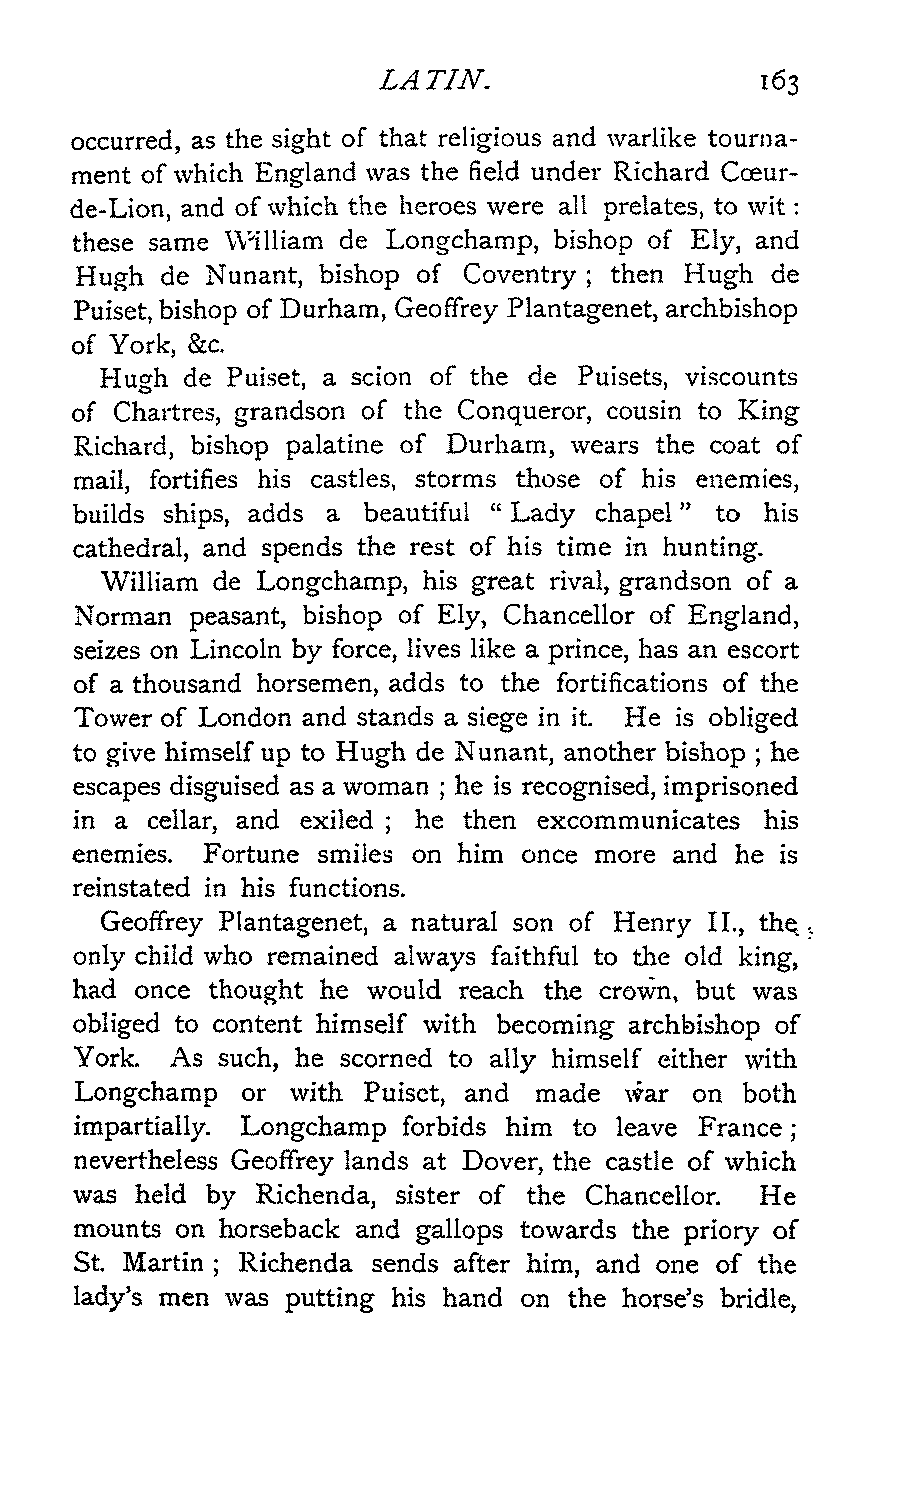 LATIN. 163
occurred, as the sight of that religious and warlike tourna-
ment of which England was the field under Richard Cœur-
de-Lion, and of which the heroes were all prelates, to wit :
these same William de Longchamp, bishop of Ely, and
Hugh de Nunant, bishop of Coventry ; then Hugh de
Puiset, bishop of Durham, Geoffrey Plantagenet, archbishop
of York, &c.
Hugh de Puiset, a scion of the de Puisets, viscounts
of Chartres, grandson of the Conqueror, cousin to King
Richard, bishop palatine of Durham, wears the coat of
mail, fortifies his castles, storms those of his enemies,
builds ships, adds a beautiful “ Lady chapel ” to his
cathedral, and spends the rest of his time in hunting.
William de Longchamp, his great rival, grandson of a
Norman peasant, bishop of Ely, Chancellor of England,
seizes on Lincoln by force, lives like a prince, has an escort
of a thousand horsemen, adds to the fortifications of the
Tower of London and stands a siege in it. He is obliged
to give himself up to Hugh de Nunant, another bishop ; he
escapes disguised as a woman ; he is recognised, imprisoned
in a cellar, and exiled ; he then excommunicates his
enemies. Fortune smiles on him once more and he is
reinstated in his functions.
Geoffrey Plantagenet, a natural son of Henry II., the
only child who remained always faithful to the old king,
had once thought he would reach the crown, but was
obliged to content himself with becoming archbishop of
York. As such, he scorned to ally himself either with
Longchamp or with Puiset, and made war on both
impartially. Longchamp forbids him to leave France ;
nevertheless Geoffrey lands at Dover, the castle of which
was held by Richenda, sister of the Chancellor. He
mounts on horseback and gallops towards the priory of
St. Martin ; Richenda sends after him, and one of the
lady's men was putting his hand on the horse's bridle,